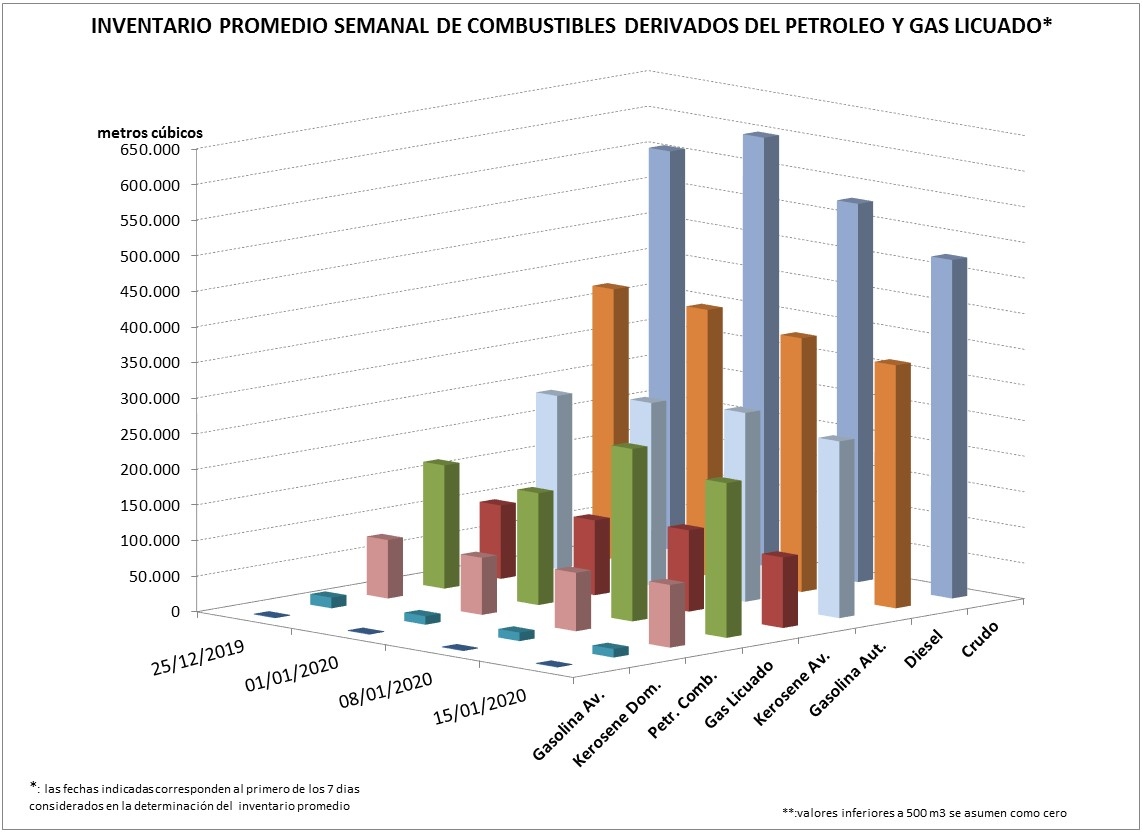 INVENTARIO PROMEDIO SEMANAL DE COMBUSTIBLES DERIVADOS DEL PETROLEO Y GAS LICUADO*
metros cúbicos
650.000
600.000
550.000
500.000
450.000
400.000
350.000
300.000
250.000
200.000
150.000
100.000
50.000
0
25/12/2019
01/01/2020
08/01/2020
15/01/2020
Gasolina Av.
Kerosene Dom.
Petr. Comb.
Gas Licuado
Kerosene Av.
Gasolina Aut.
Diesel
Crudo
*: las fechas indicadas corresponden al primero de los 7 dias
considerados en la determinación del inventario promedio
**:valores inferiores a 500 m3 se asumen como cero